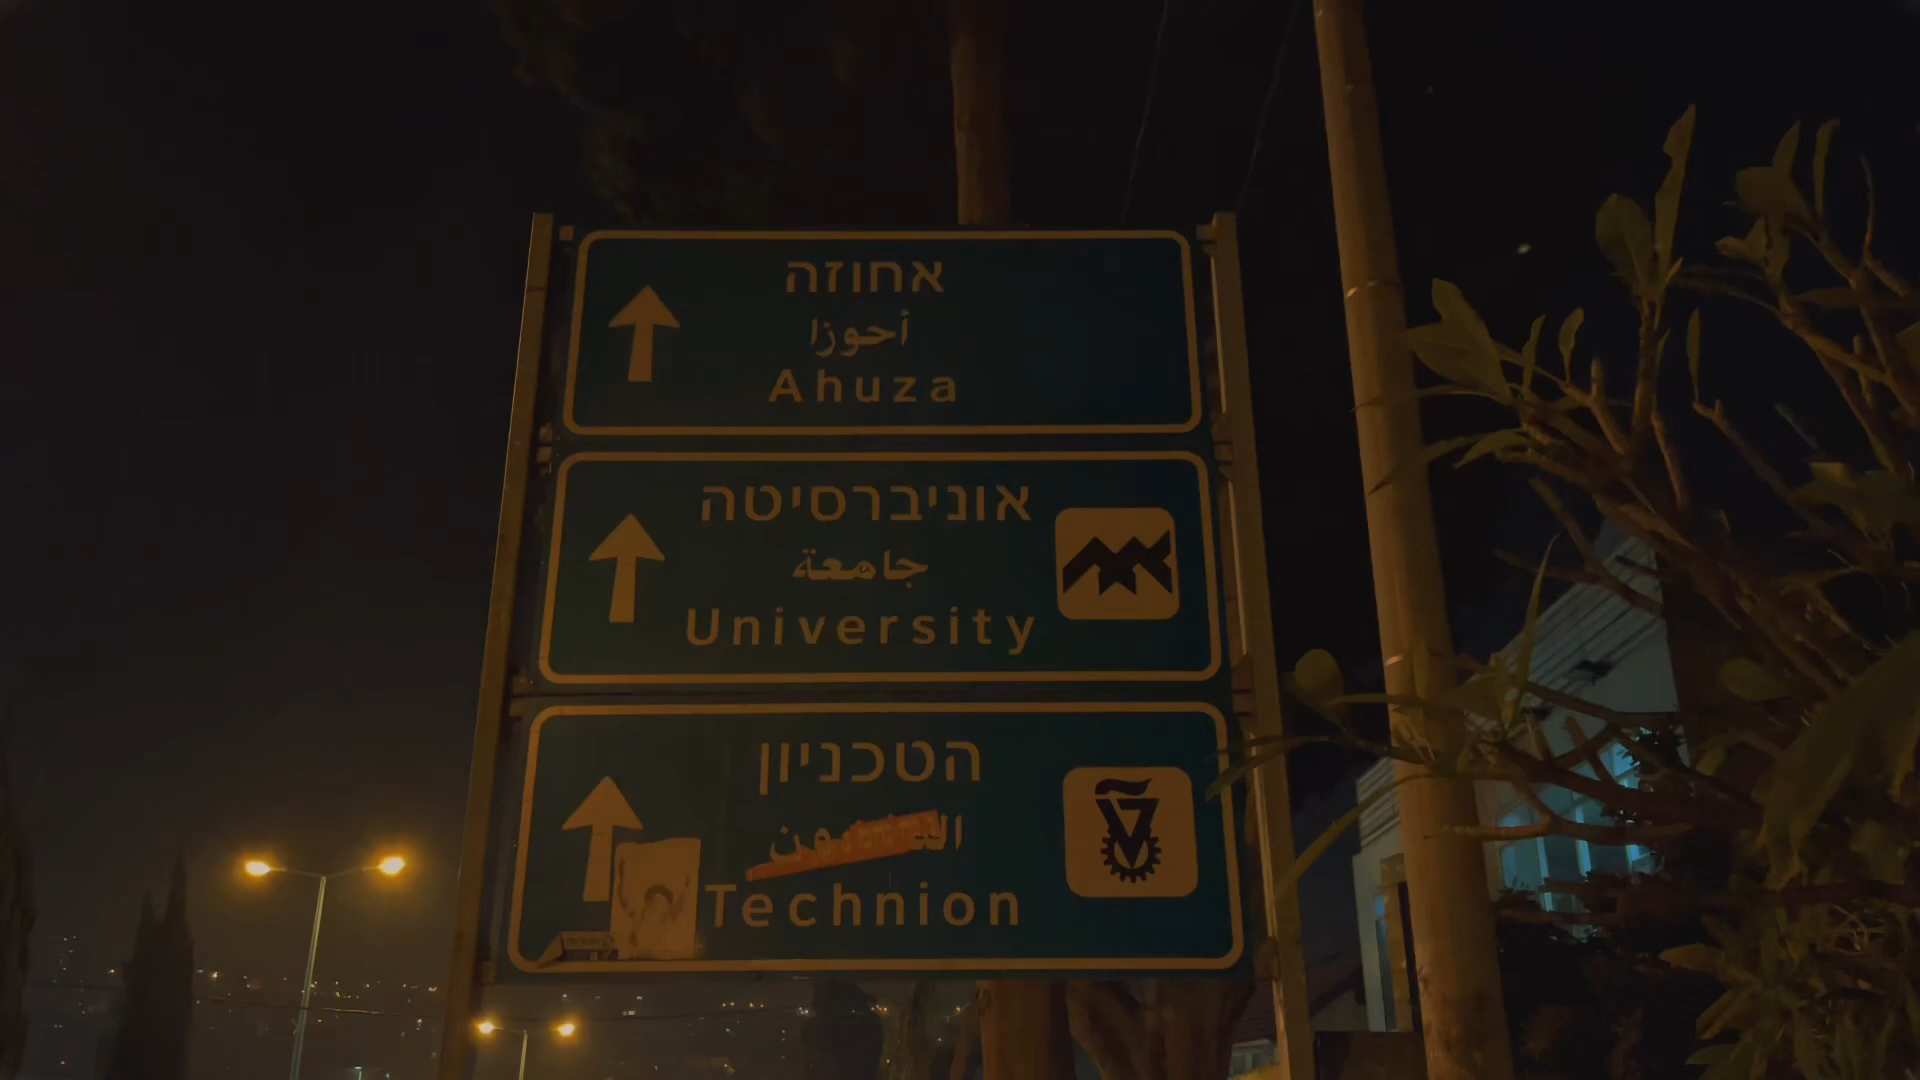 אחוזה
أحوزا
Ahuza
אוניברסיטה
جامعة
University
הטכניון
Technion